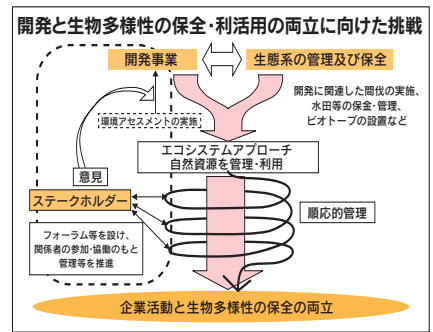 開発と生物多様性の保全・利活用の両立に向けた挑戦
開発事業
生態系の管理及び保全
開発に関連した間伐の実施、
水田等の保金・管理、
ビオトープの設置など
環境アセスメントの実施
エコシステムアプローチ
自然資源を管理・利用
意見
ステークホルダー
順応的管理
フォーラム等を設け、
関係者の参加・協働のもと
管理等を推進
企業活動と生物多様性の保全の両立